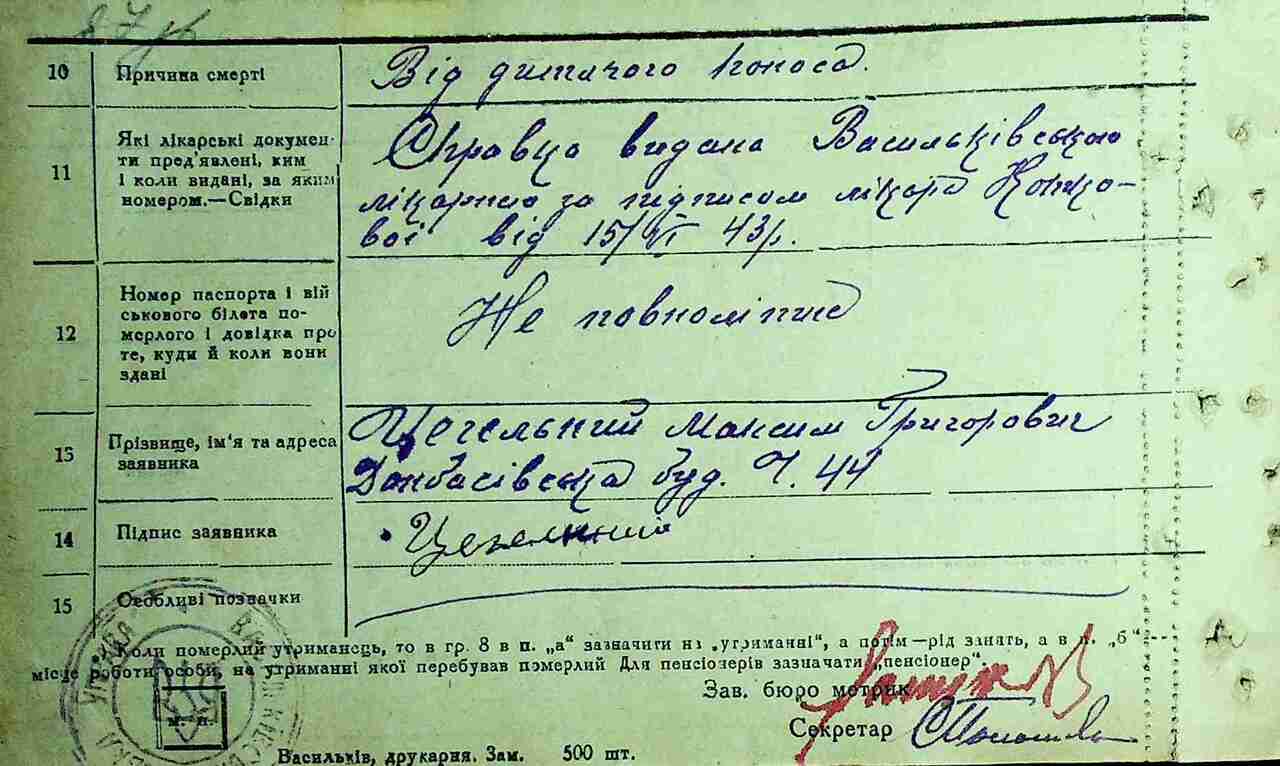 10 Причина смерті Від дитячого поноса.
11 Які лікарські докумен-
ти пред'явлені, ким
і коли видані, за яким
номером.—Свідки
Справка видана Васильківською
лікарнею за підписом лікара
вої від 15/VI 43р.
12 Номер паспорта і вій
ськового білета по-
мерлого і довідка про
те, куди й коли вони
здані
Не повнолітня
13 Прізвище, ім'я та адреса
заявника
Цегельний Максим Григорович
Донбасівська буд. Ч. 44
14 Підпис заявника Цегельний
15 Особливі позначки
Коли померлий утриманець, то в гр. 8 в п. „а" зазначити на „утриманні", а потім—рід занять, а в п. „б"—
місце роботи особи, на утриманні якої перебував померлий Для пенсіонерів зазначати „пенсіонер".
Зав. бюро метрик
Секретар
м. п.
Васильків, друкарня. Зам. 500 шт.